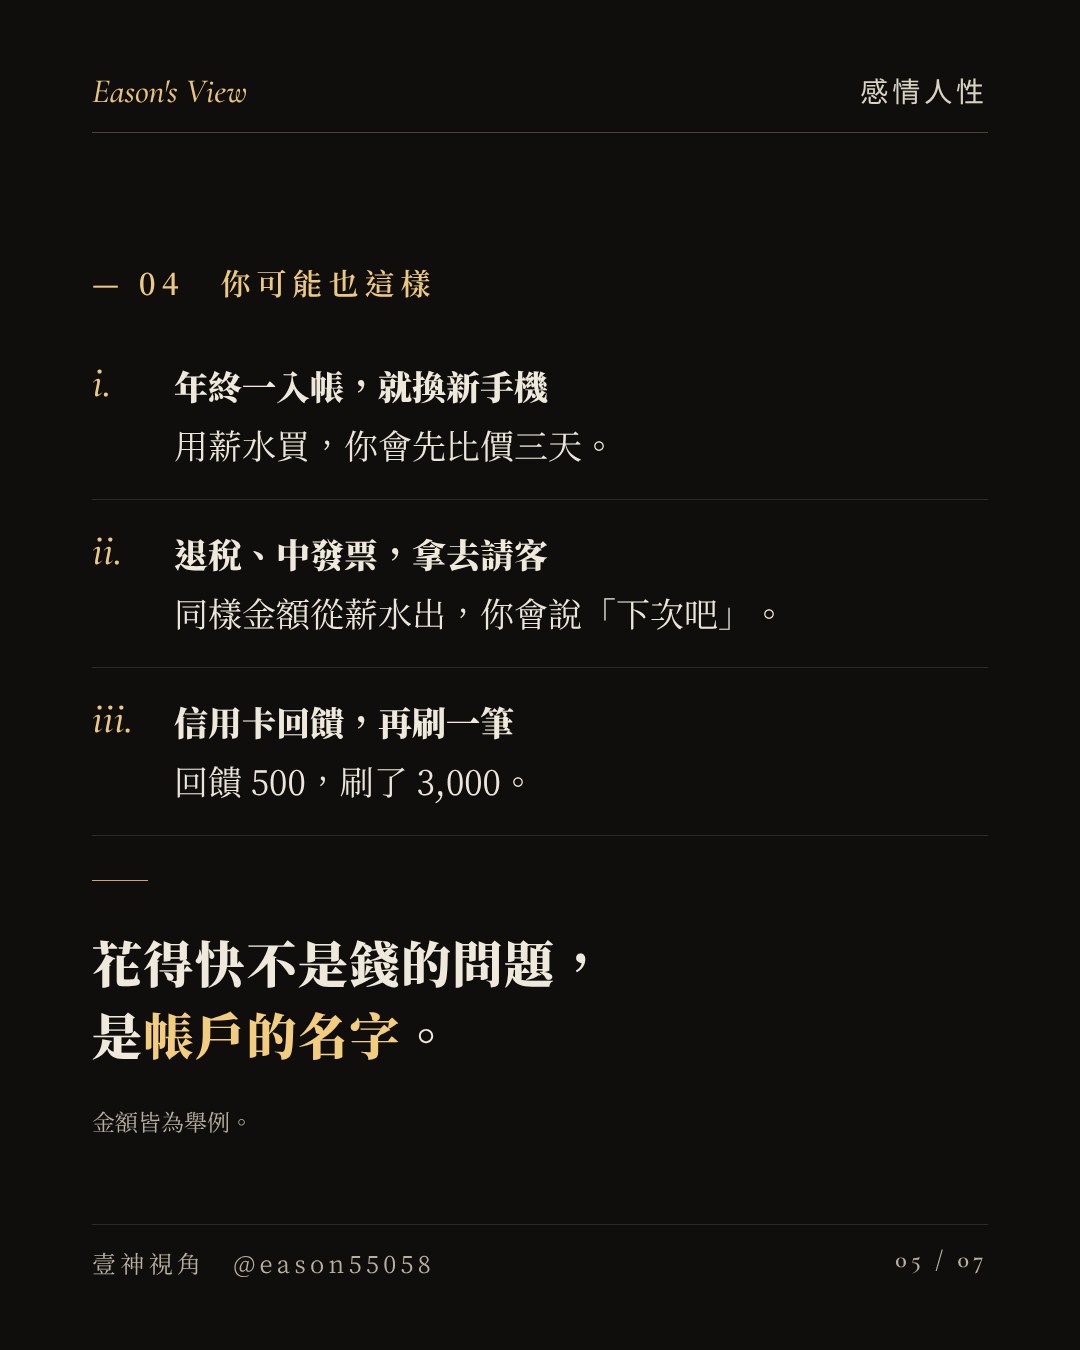 Eason's View
感情人性
— 04 你可能也這樣
i. 年終一入帳，就換新手機
用薪水買，你會先比價三天。
ii. 退稅、中發票，拿去請客
同樣金額從薪水出，你會說「下次吧」。
iii. 信用卡回饋，再刷一筆
回饋 500，刷了 3,000。
花得快不是錢的問題，
是帳戶的名字。
金額皆為舉例。
壹神視角 @eason55058
05 / 07